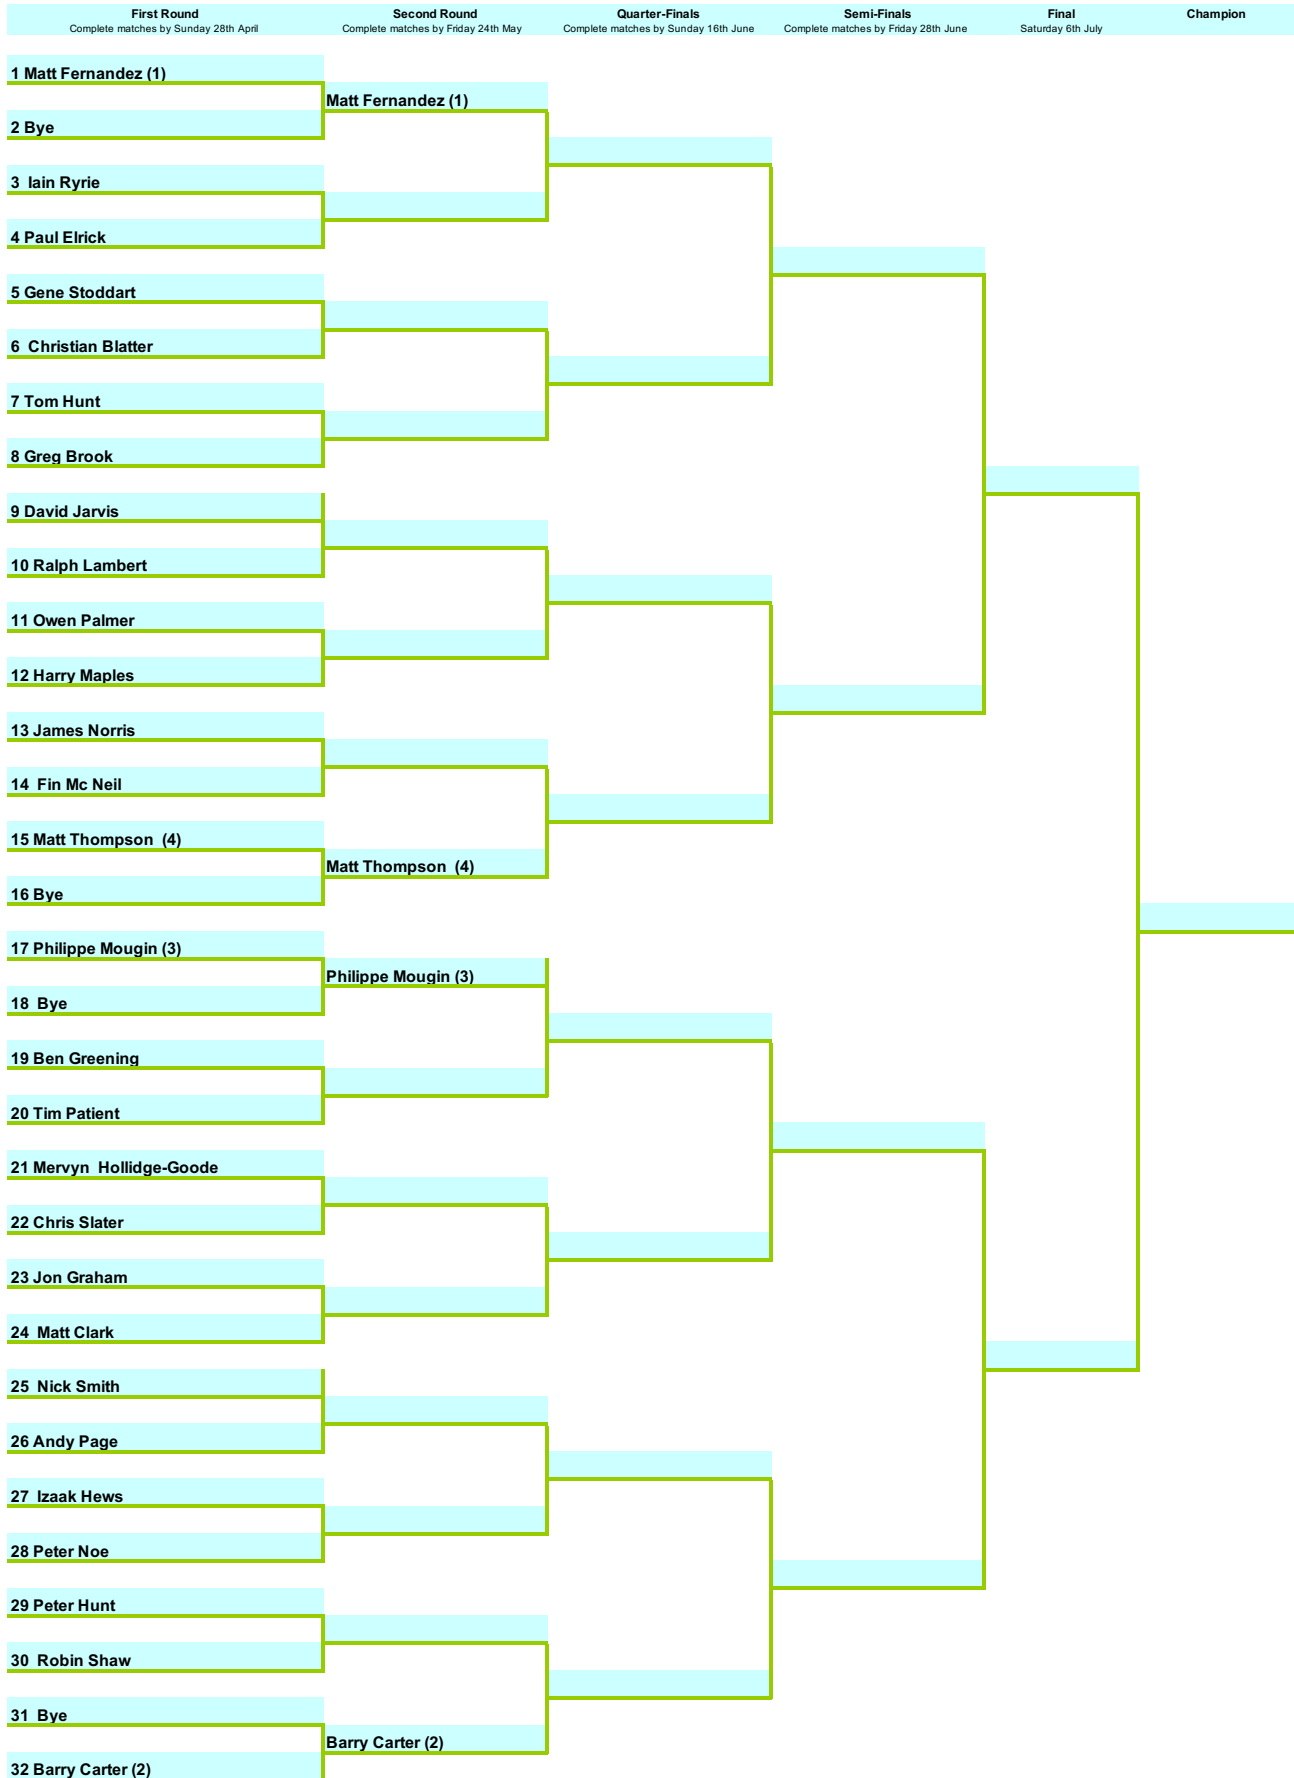 First Round Second Round Quarter-Finals Semi-Finals Final Champion
Complete matches by Sunday 28th April Complete matches by Friday 24th May Complete matches by Sunday 16th June Complete matches by Friday 28th June Saturday 6th July
1 Matt Fernandez (1)
Matt Fernandez (1)
2 Bye
3 Iain Ryrie
4 Paul Elrick
5 Gene Stoddart
6 Christian Blatter
7 Tom Hunt
8 Greg Brook
9 David Jarvis
10 Ralph Lambert
11 Owen Palmer
12 Harry Maples
13 James Norris
14 Fin Mc Neil
15 Matt Thompson (4)
Matt Thompson (4)
16 Bye
17 Philippe Mougin (3)
Philippe Mougin (3)
18 Bye
19 Ben Greening
20 Tim Patient
21 Mervyn Hollidge-Goode
22 Chris Slater
23 Jon Graham
24 Matt Clark
25 Nick Smith
26 Andy Page
27 Izaak Hews
28 Peter Noe
29 Peter Hunt
30 Robin Shaw
31 Bye
Barry Carter (2)
32 Barry Carter (2)